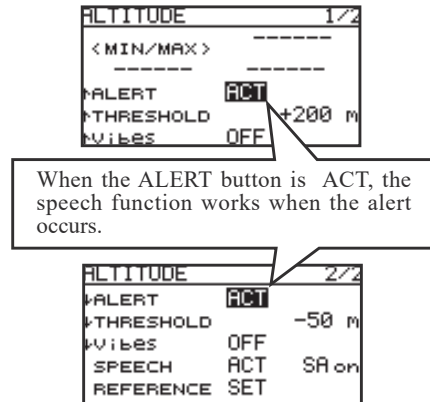 ALTITUDE 1/2
------
<MIN/MAX>
------ ------
↑ALERT ACT
↑THRESHOLD +200 m
↑Vibes OFF
When the ALERT button is ACT, the
speech function works when the alert
occurs.
ALTITUDE 2/2
↓ALERT ACT
↓THRESHOLD -50 m
↓Vibes OFF
SPEECH ACT SA on
REFERENCE SET